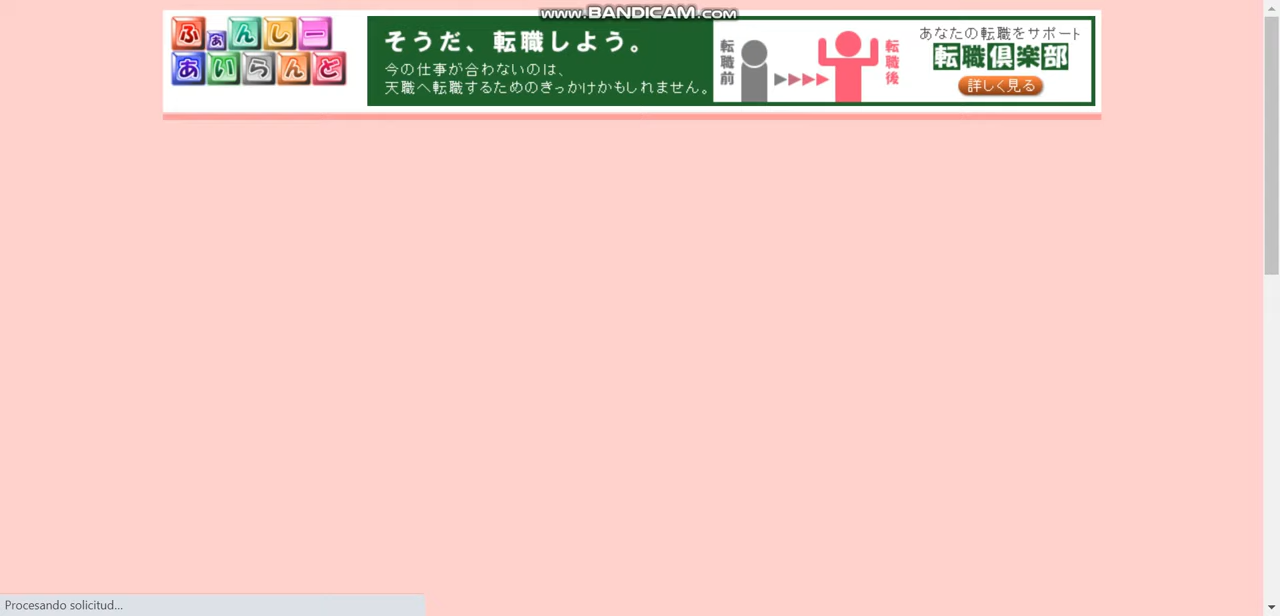 www.BANDICAM.com
ふぁんしー
あいらんど
そうだ、転職しよう。
今の仕事が合わないのは、
天職へ転職するためのきっかけかもしれません。
転職前
転職後
あなたの転職をサポート
転職倶楽部
詳しく見る
Procesando solicitud...